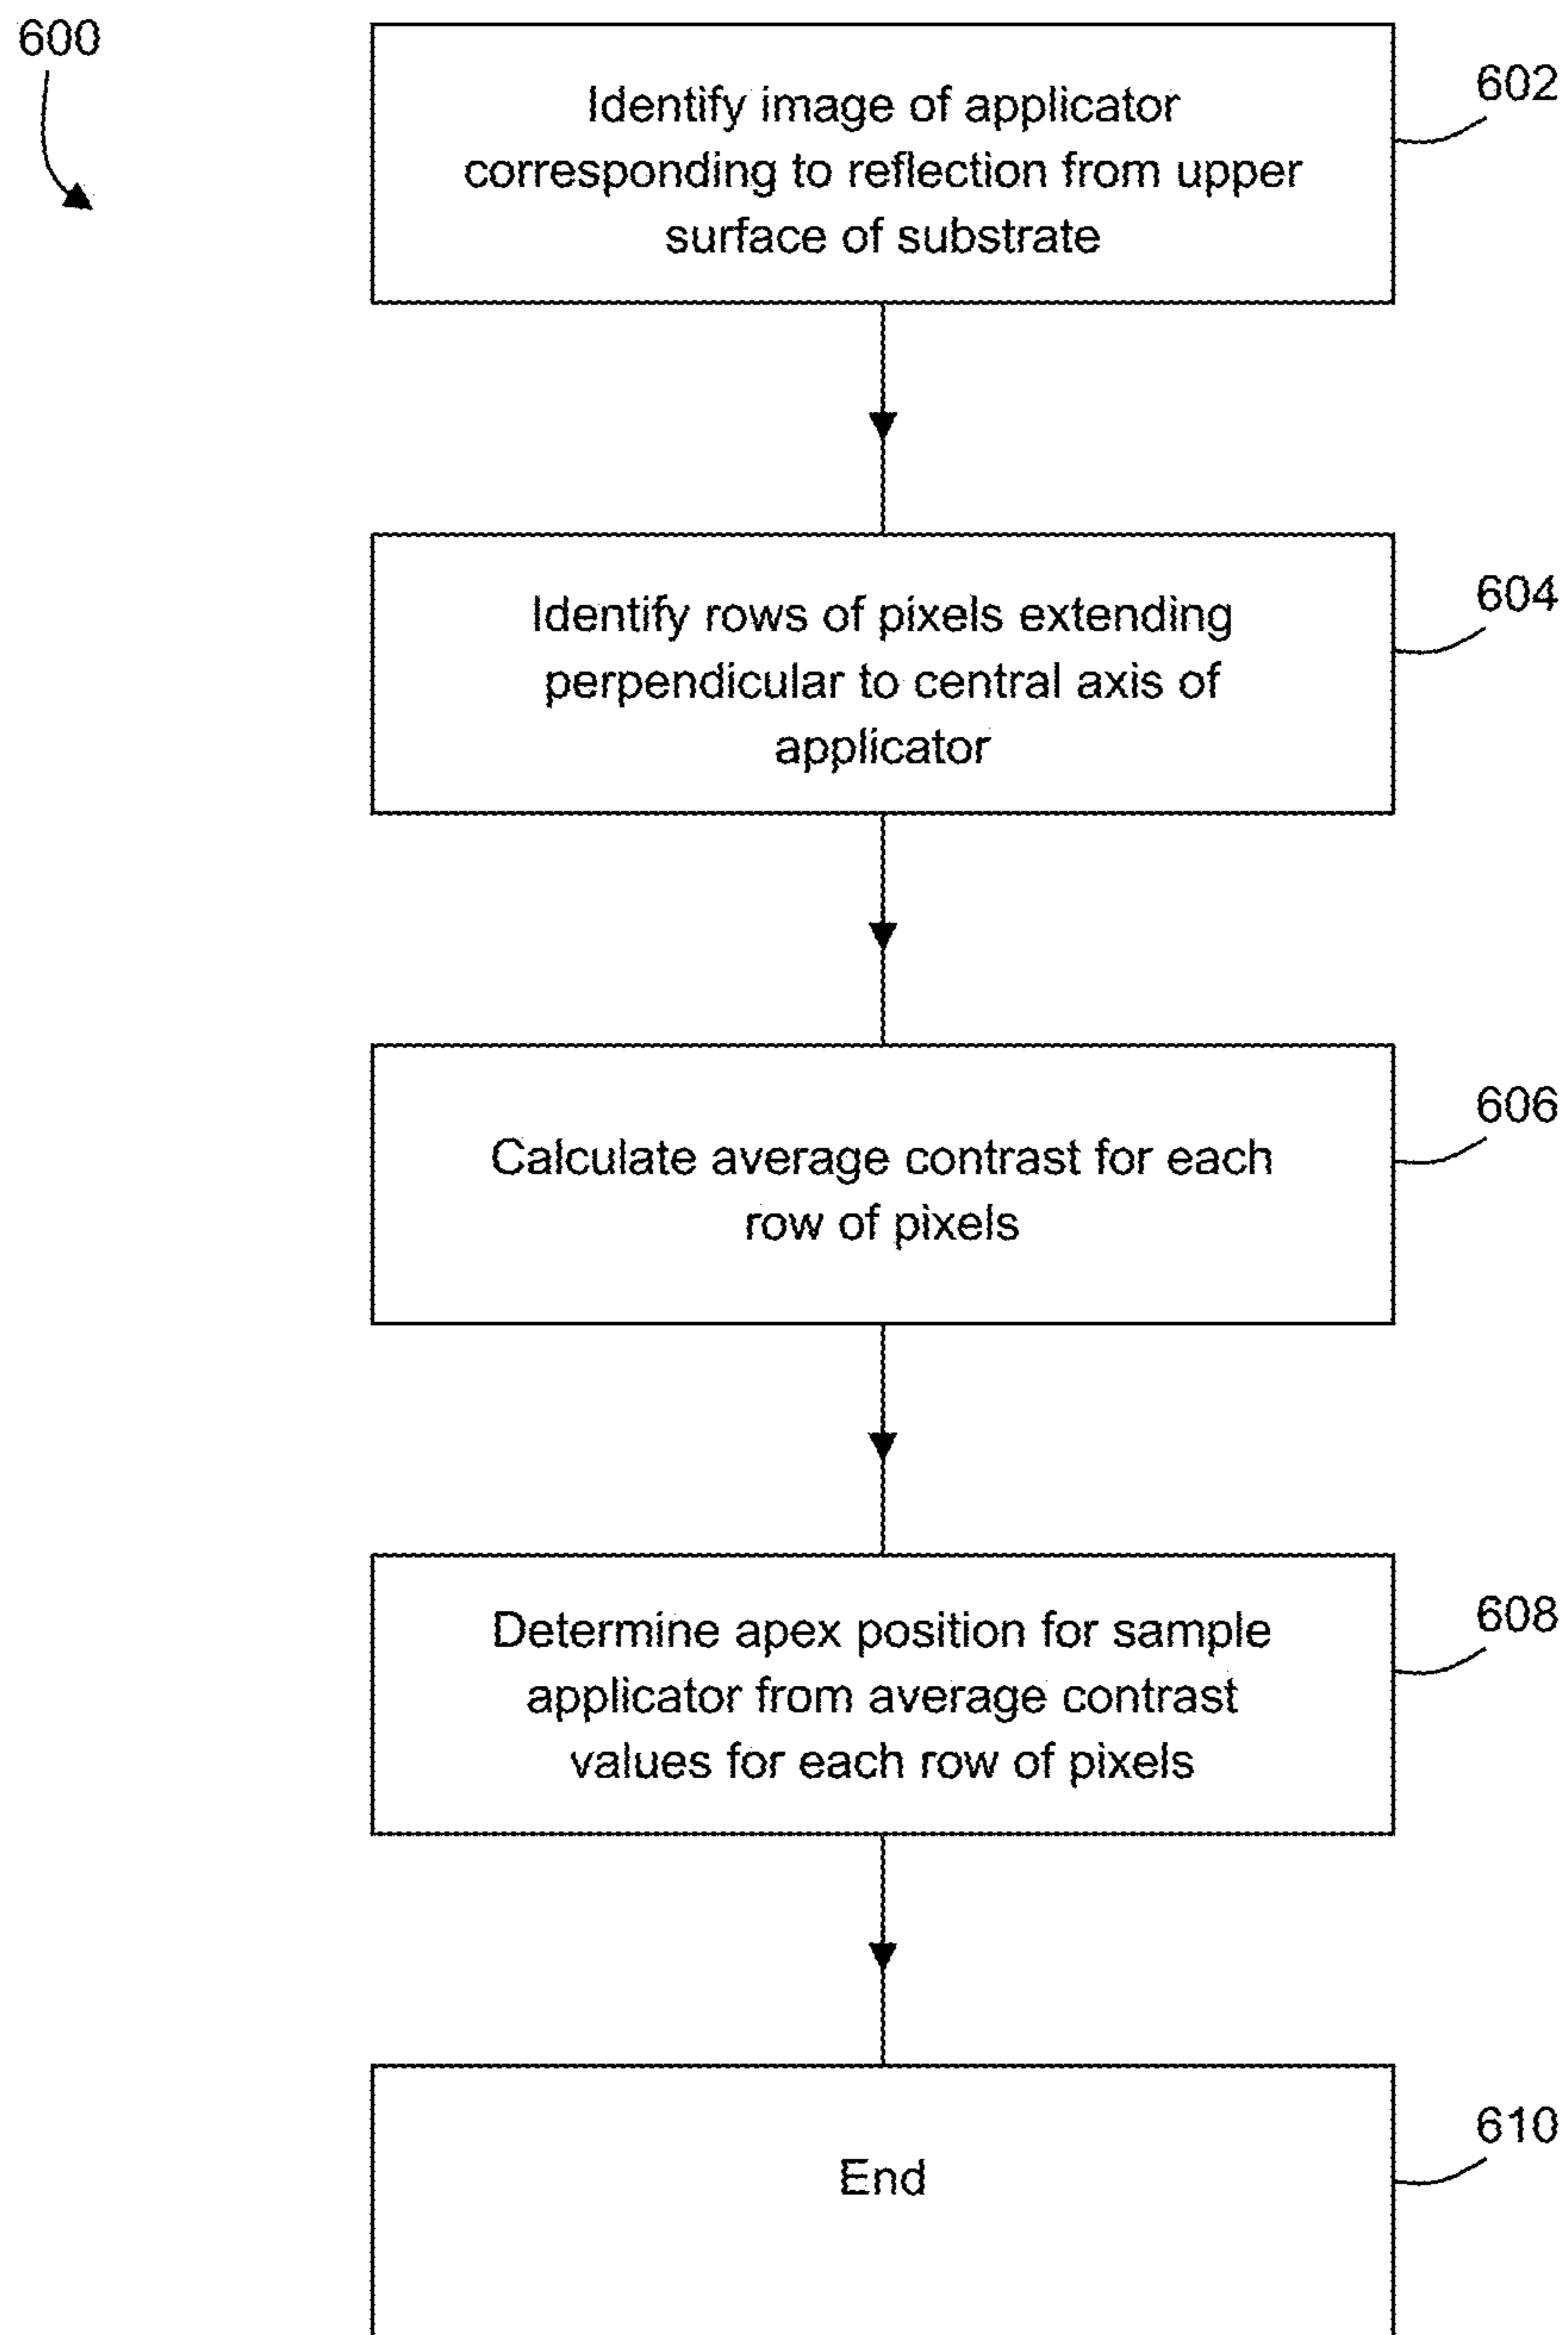 600
602
Identify image of applicator
corresponding to reflection from upper
surface of substrate
604
Identify rows of pixels extending
perpendicular to central axis of
applicator
606
Calculate average contrast for each
row of pixels
608
Determine apex position for sample
applicator from average contrast
values for each row of pixels
610
End